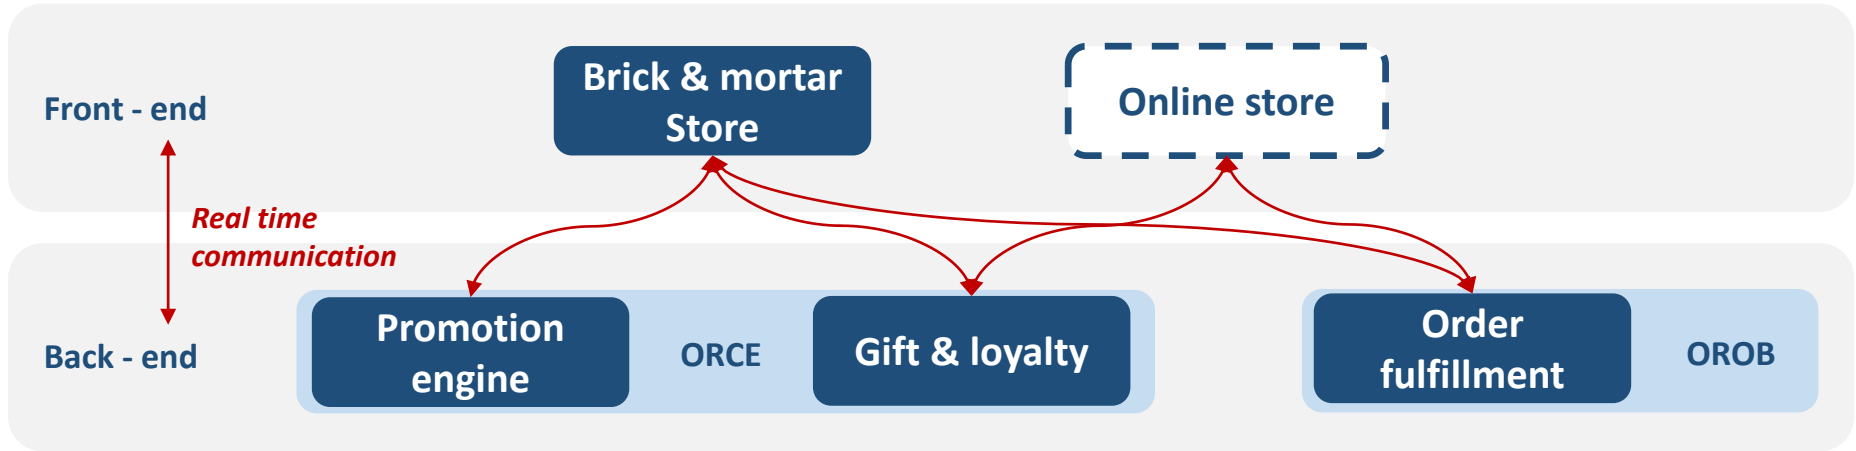 Brick & mortar
Store
Online store
Front - end
Real time
communication
Promotion
engine
ORCE
Gift & loyalty
Order
fulfillment
OROB
Back - end